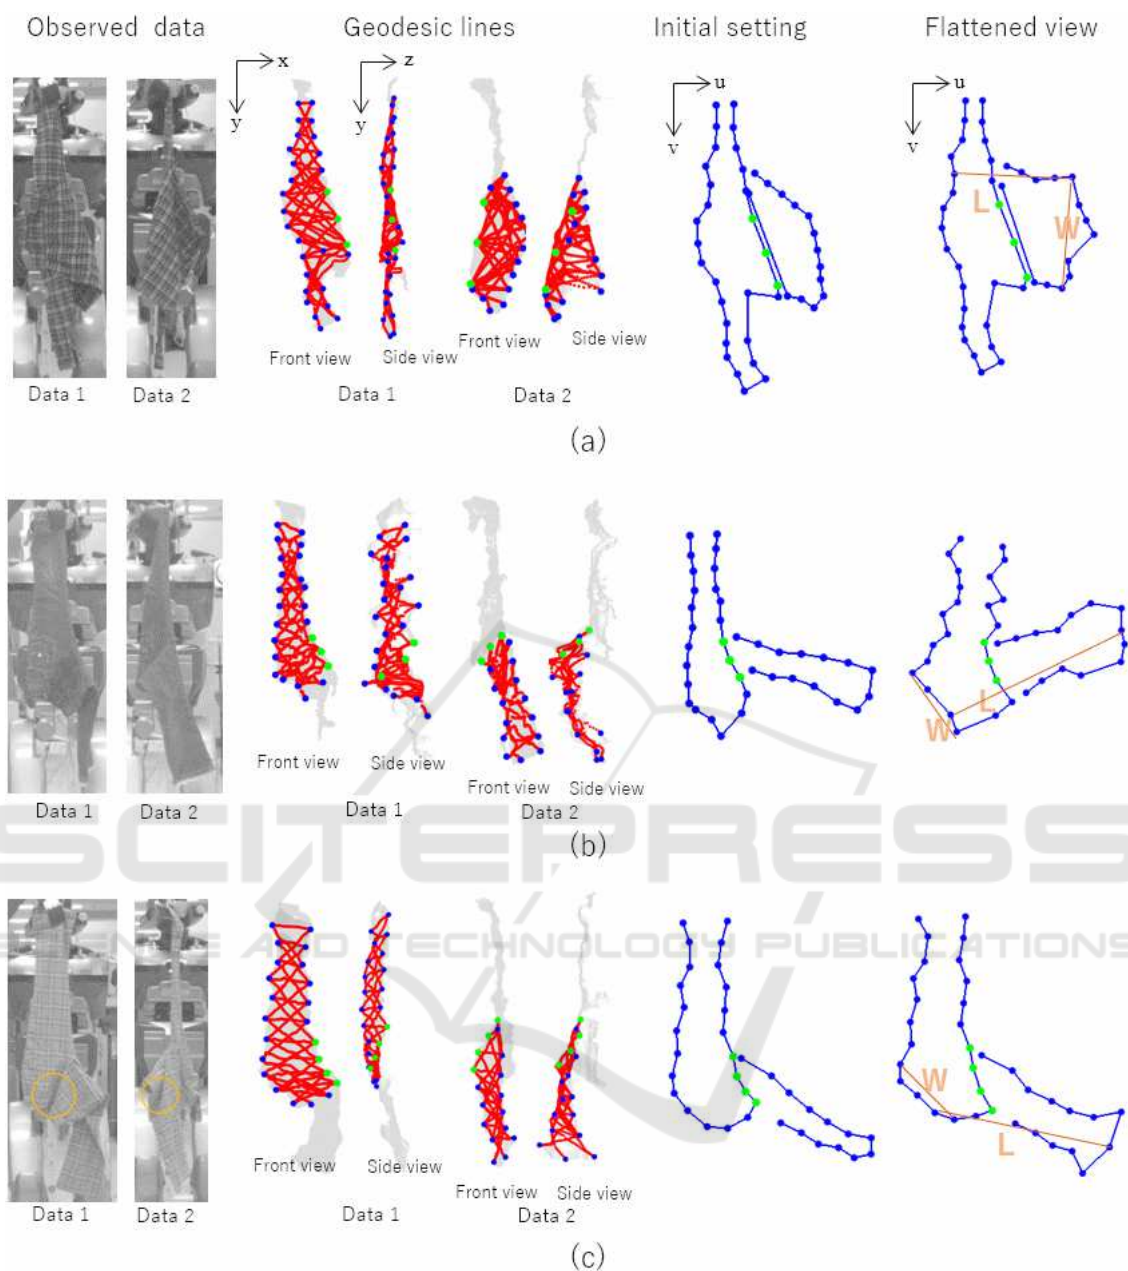 Observed data
Geodesic lines
Initial setting
Flattened view
x
y
z
y
u
v
u
v
L
W
Front view
Side view
Front view
Side view
Data 1
Data 2
Data 1
Data 2
(a)
Front view
Side view
Front view
Side view
L
W
Data 1
Data 2
Data 1
Data 2
(b)
SCITEPRESS
SCIENCE AND TECHNOLOGY PUBLICATIONS
W
L
Front view
Side view
Front view
Side view
Data 1
Data 2
Data 1
Data 2
(c)